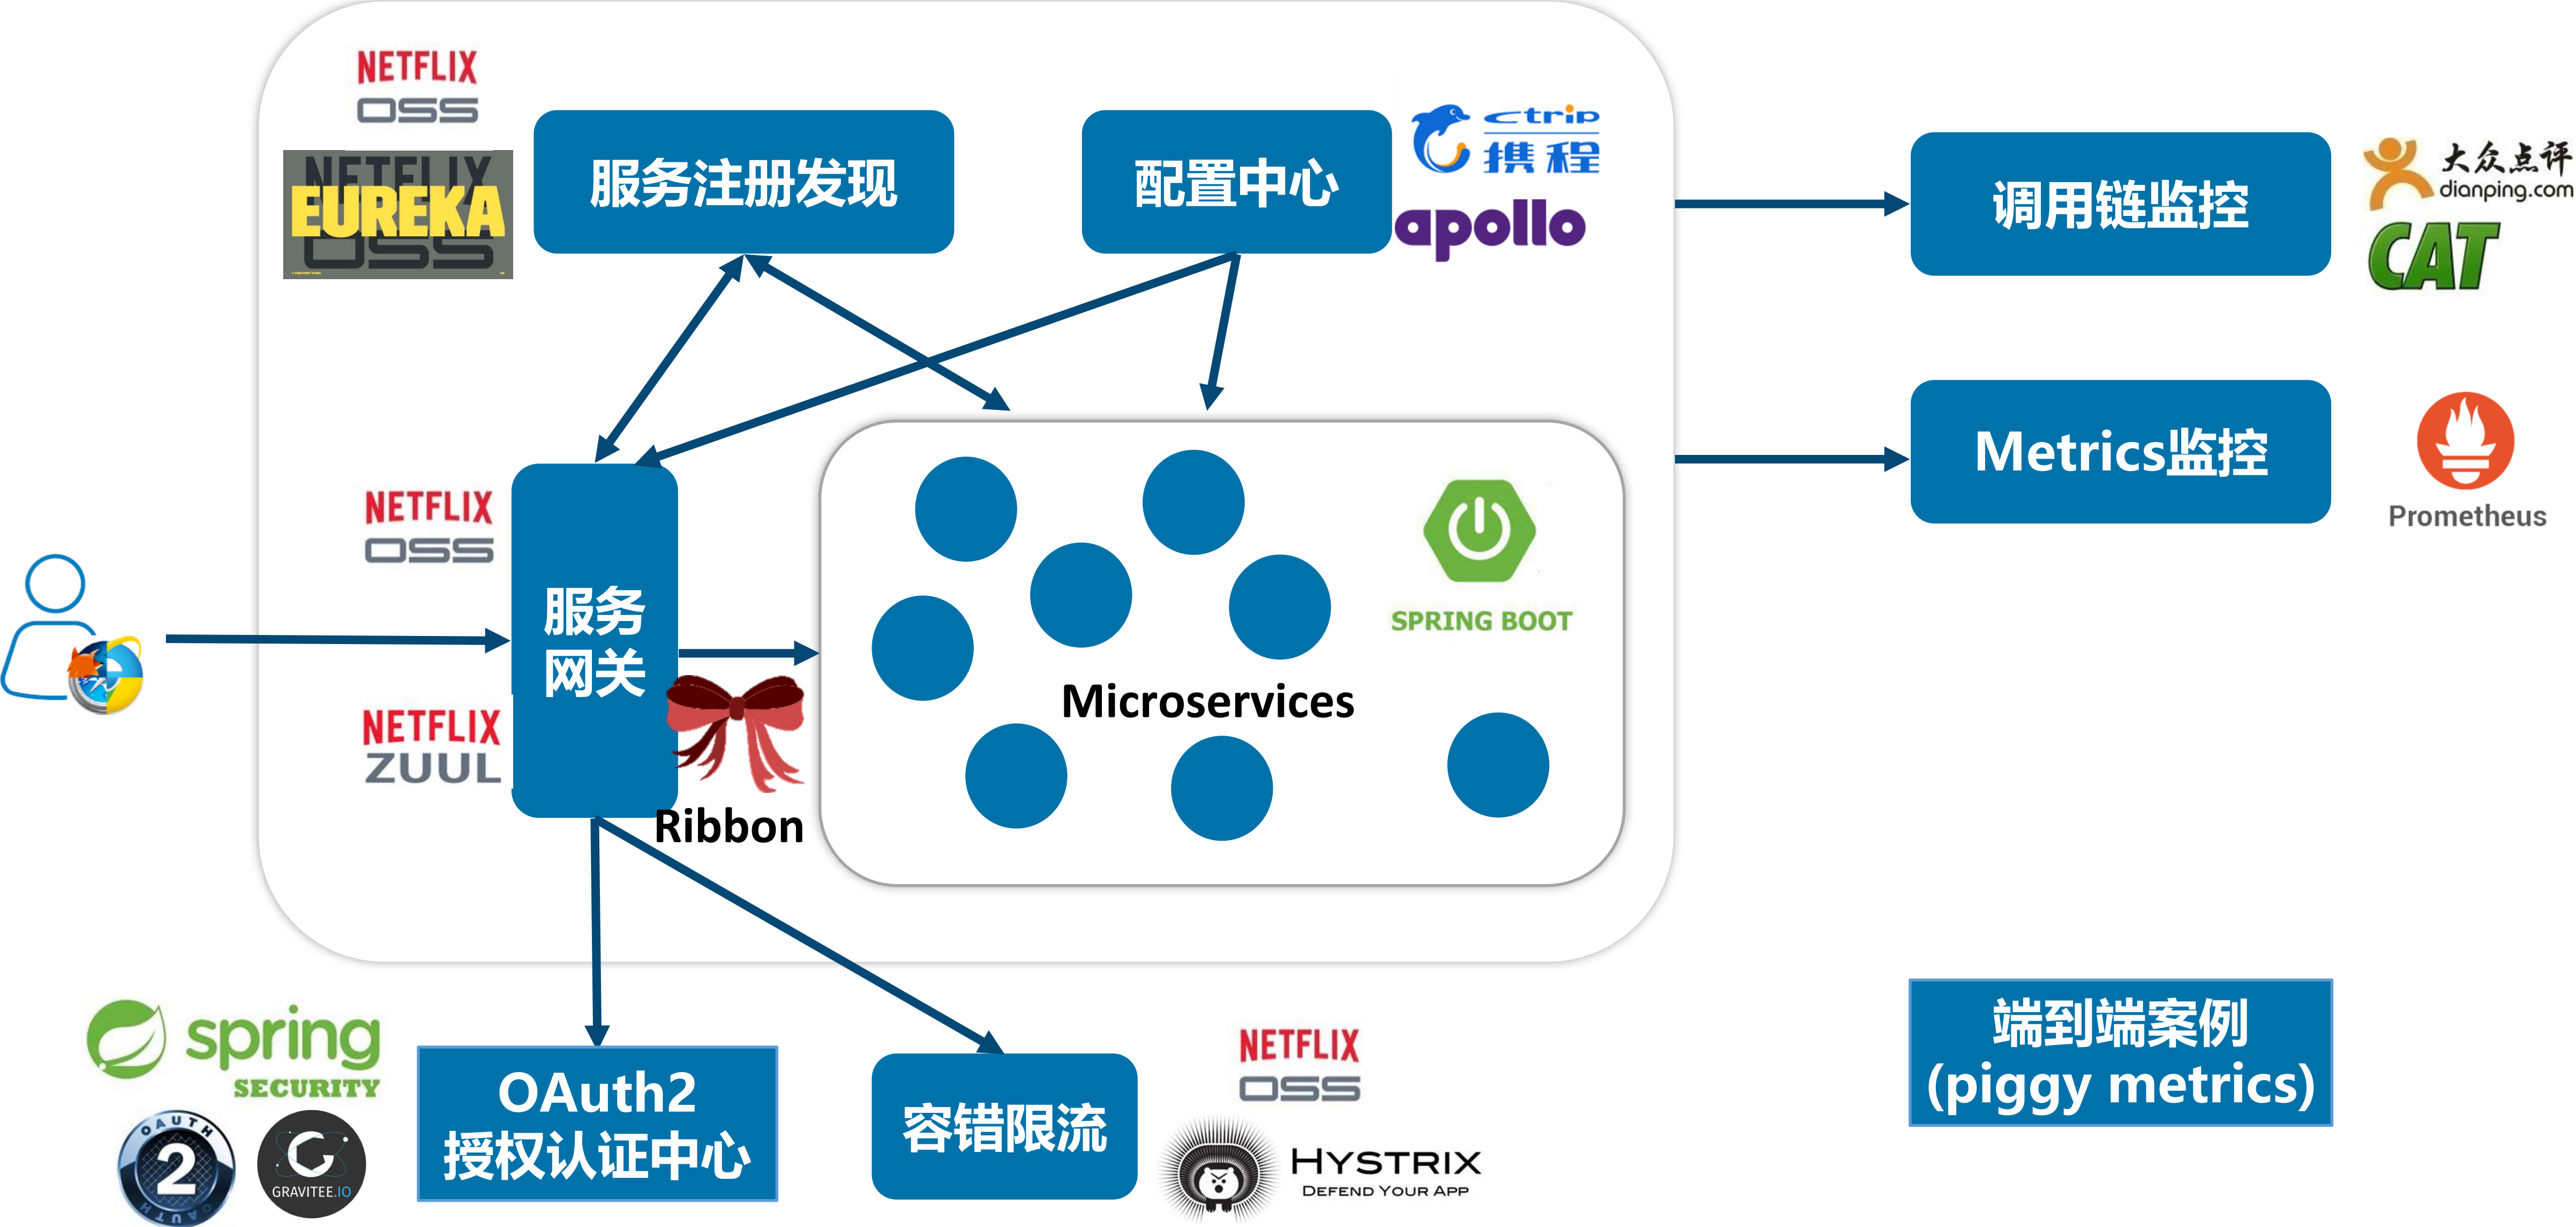 NETFLIX
OSS
NETFLIX
EUREKA
OSS
服务注册发现
配置中心
ctrip
携程
apollo
调用链监控
大众点评
dianping.com
CAT
Metrics监控
Prometheus
NETFLIX
OSS
服务
网关
NETFLIX
ZUUL
Ribbon
SPRING BOOT
Microservices
spring
SECURITY
OAUTH
2
OAUTH
GRAVITEE.IO
OAuth2
授权认证中心
容错限流
NETFLIX
OSS
HYSTRIX
DEFEND YOUR APP
端到端案例
(piggy metrics)